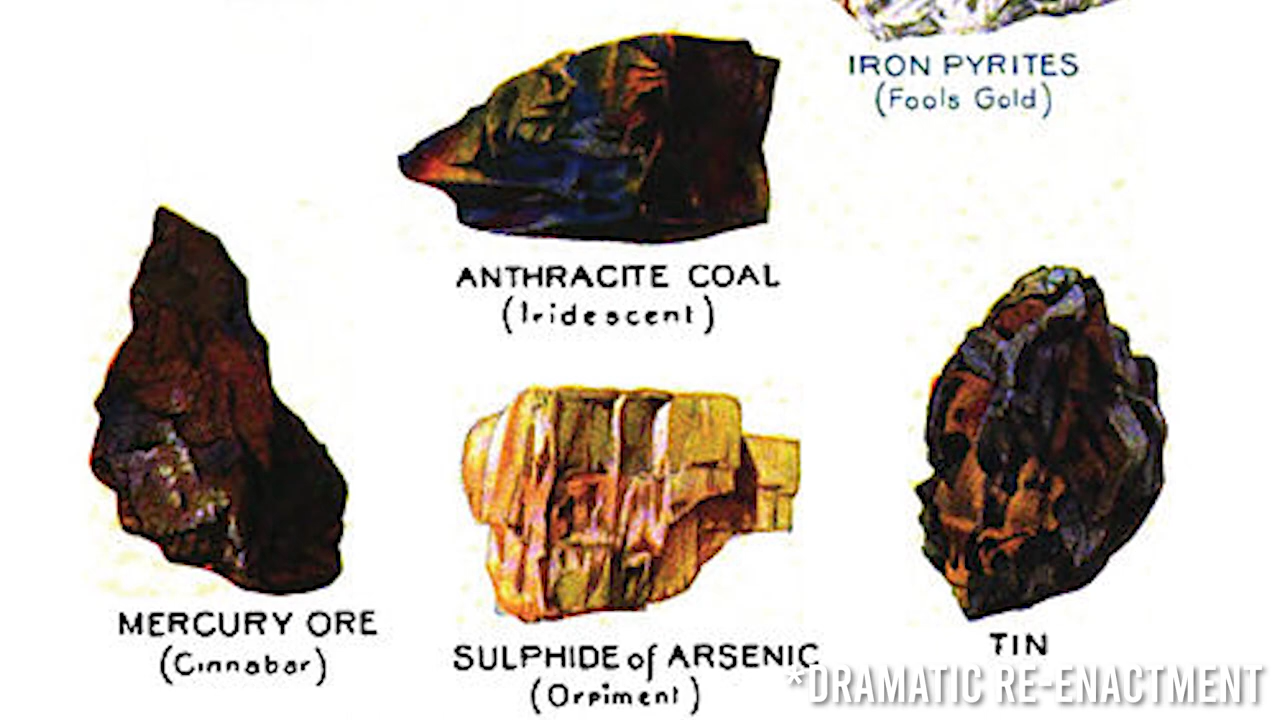 IRON PYRITES
(Fools Gold)
ANTHRACITE COAL
(Iridescent)
MERCURY ORE
(Cinnabar)
SULPHIDE of ARSENIC
(Orpiment)
TIN
*DRAMATIC RE-ENACTMENT